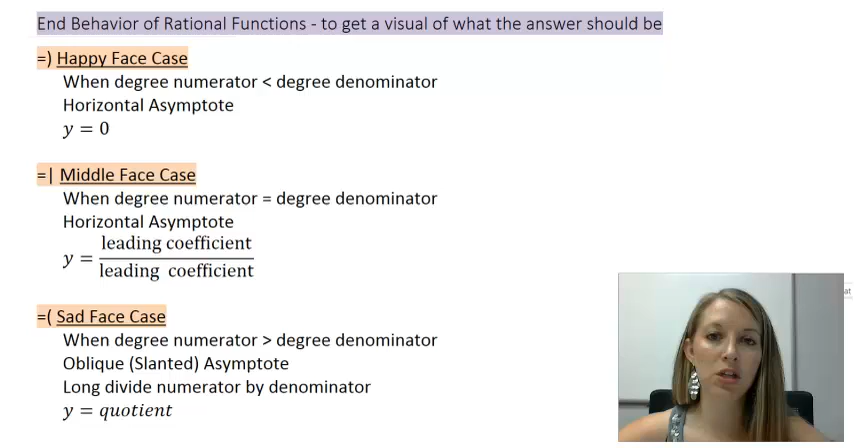 End Behavior of Rational Functions - to get a visual of what the answer should be
=) Happy Face Case
When degree numerator < degree denominator
Horizontal Asymptote
y = 0
=| Middle Face Case
When degree numerator = degree denominator
Horizontal Asymptote
y = leading coefficient / leading coefficient
=( Sad Face Case
When degree numerator > degree denominator
Oblique (Slanted) Asymptote
Long divide numerator by denominator
y = quotient
at